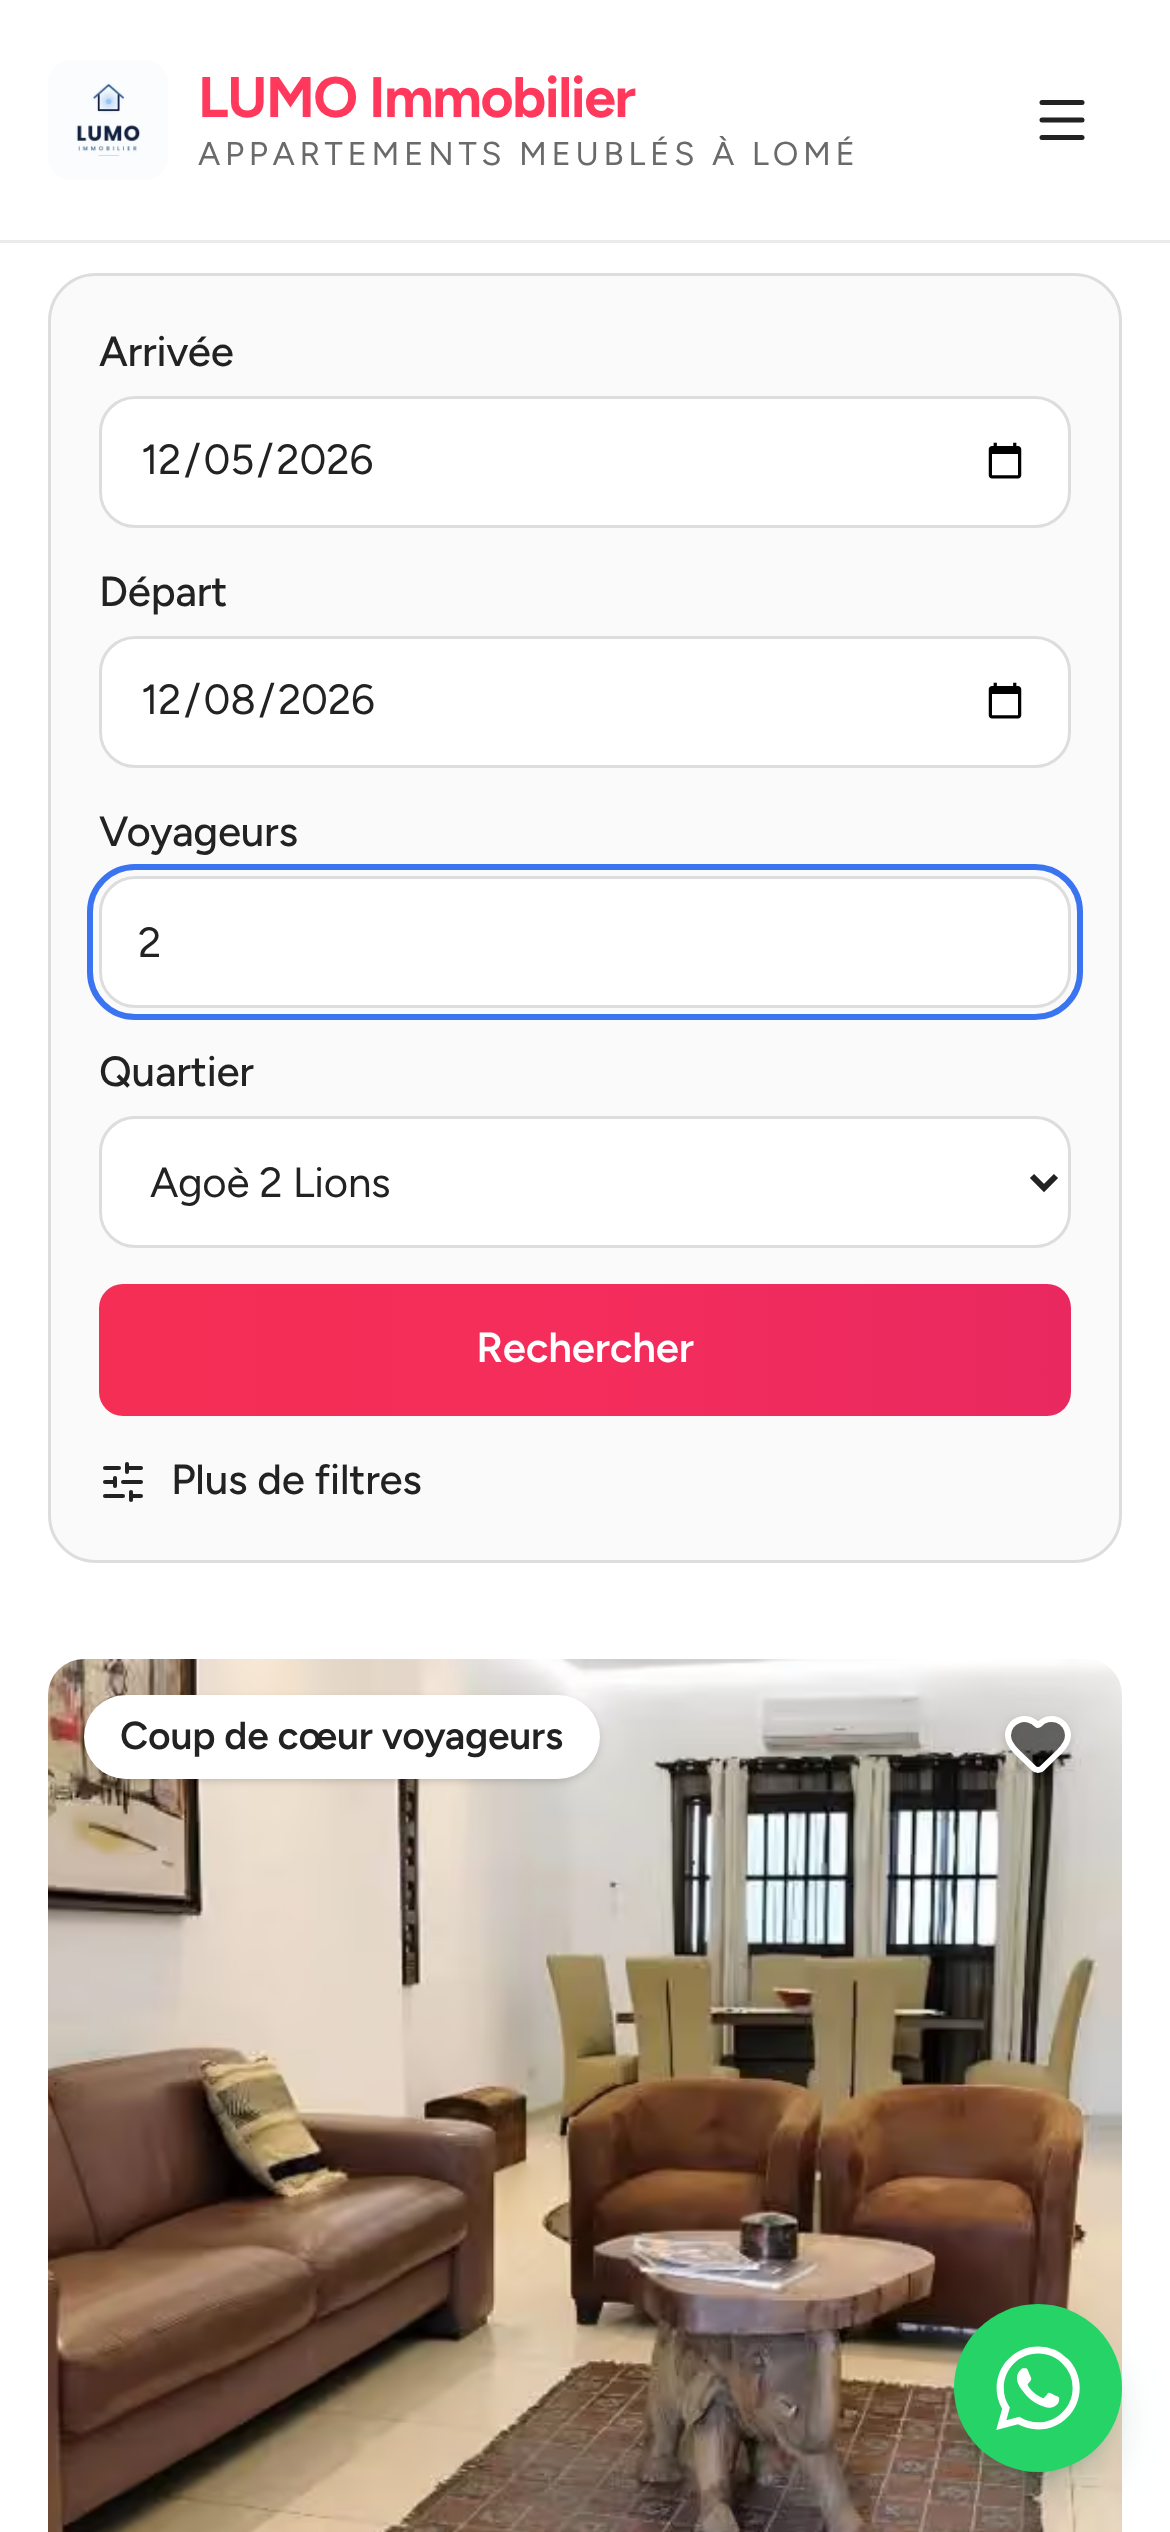 LUMO
IMMOBILIER
LUMO Immobilier
APPARTEMENTS MEUBLÉS À LOMÉ
Arrivée
12/05/2026
Départ
12/08/2026
Voyageurs
2
Quartier
Agoè 2 Lions
Rechercher
Plus de filtres
Coup de cœur voyageurs